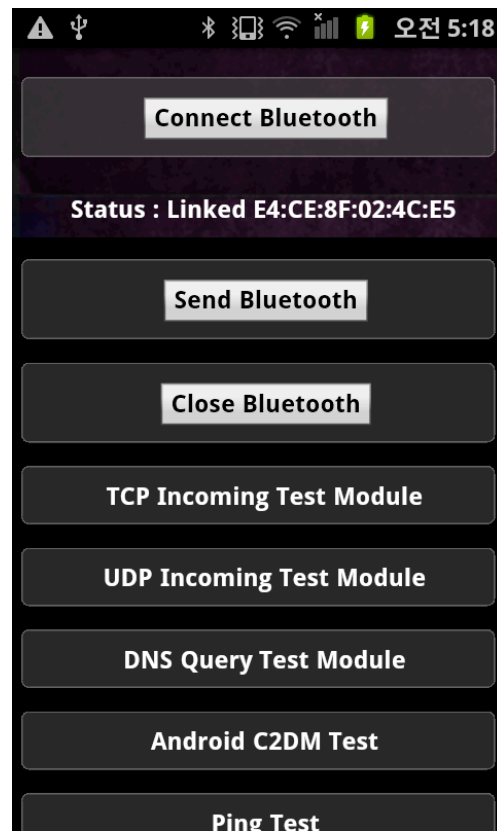 오전 5:18
Connect Bluetooth
Status : Linked E4:CE:8F:02:4C:E5
Send Bluetooth
Close Bluetooth
TCP Incoming Test Module
UDP Incoming Test Module
DNS Query Test Module
Android C2DM Test
Ping Test